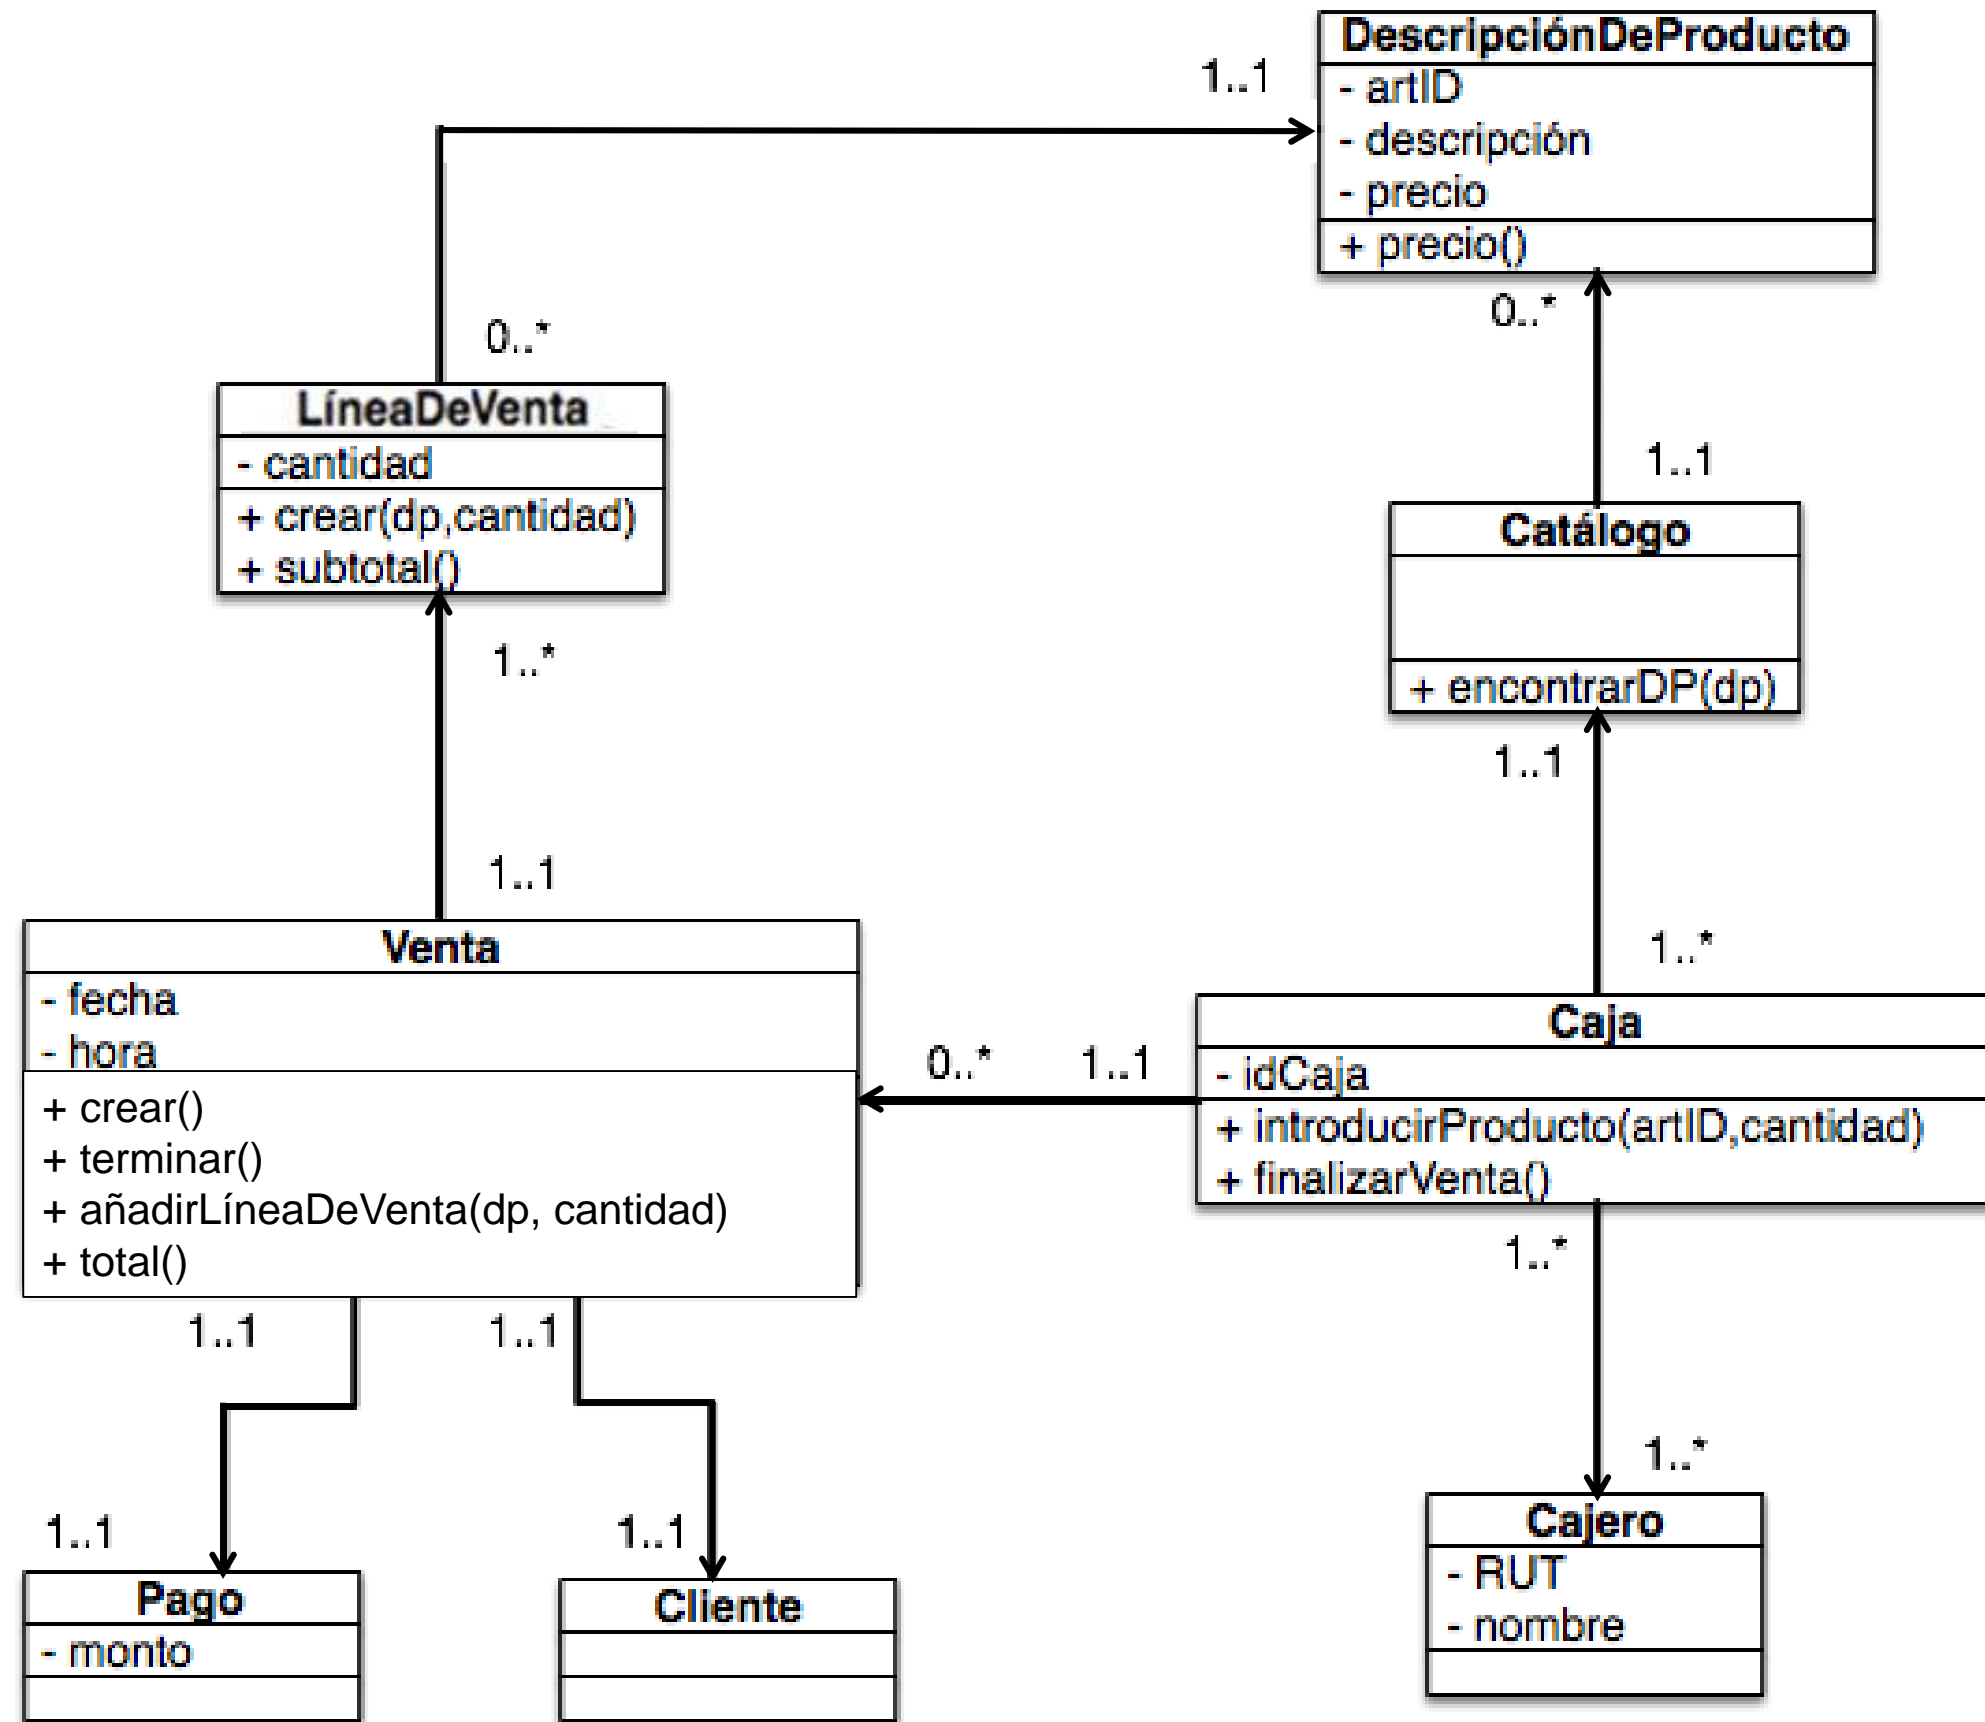 DescripciónDeProducto
- artID
- descripción
- precio
+ precio()
1..1
0..*
0..*
LíneaDeVenta
- cantidad
+ crear(dp,cantidad)
+ subtotal()
1..1
Catálogo
+ encontrarDP(dp)
1..*
1..1
1..1
1..*
Venta
- fecha
- hora
+ crear()
+ terminar()
+ añadirLíneaDeVenta(dp, cantidad)
+ total()
0..*
1..1
Caja
- idCaja
+ introducirProducto(artID,cantidad)
+ finalizarVenta()
1..1
1..1
1..*
1..1
1..1
1..*
Pago
- monto
Cliente
Cajero
- RUT
- nombre